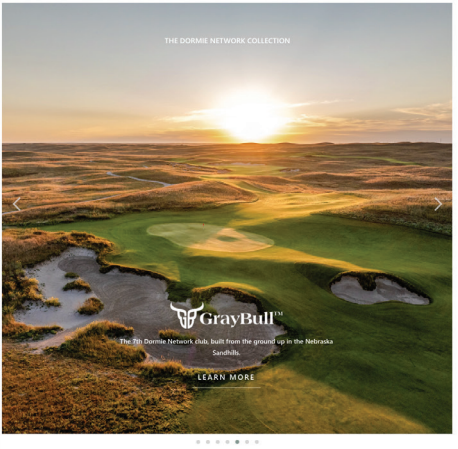 THE DORMIE NETWORK COLLECTION
GrayBull™
The 7th Dormie Network club, built from the ground up in the Nebraska
Sandhills.
LEARN MORE